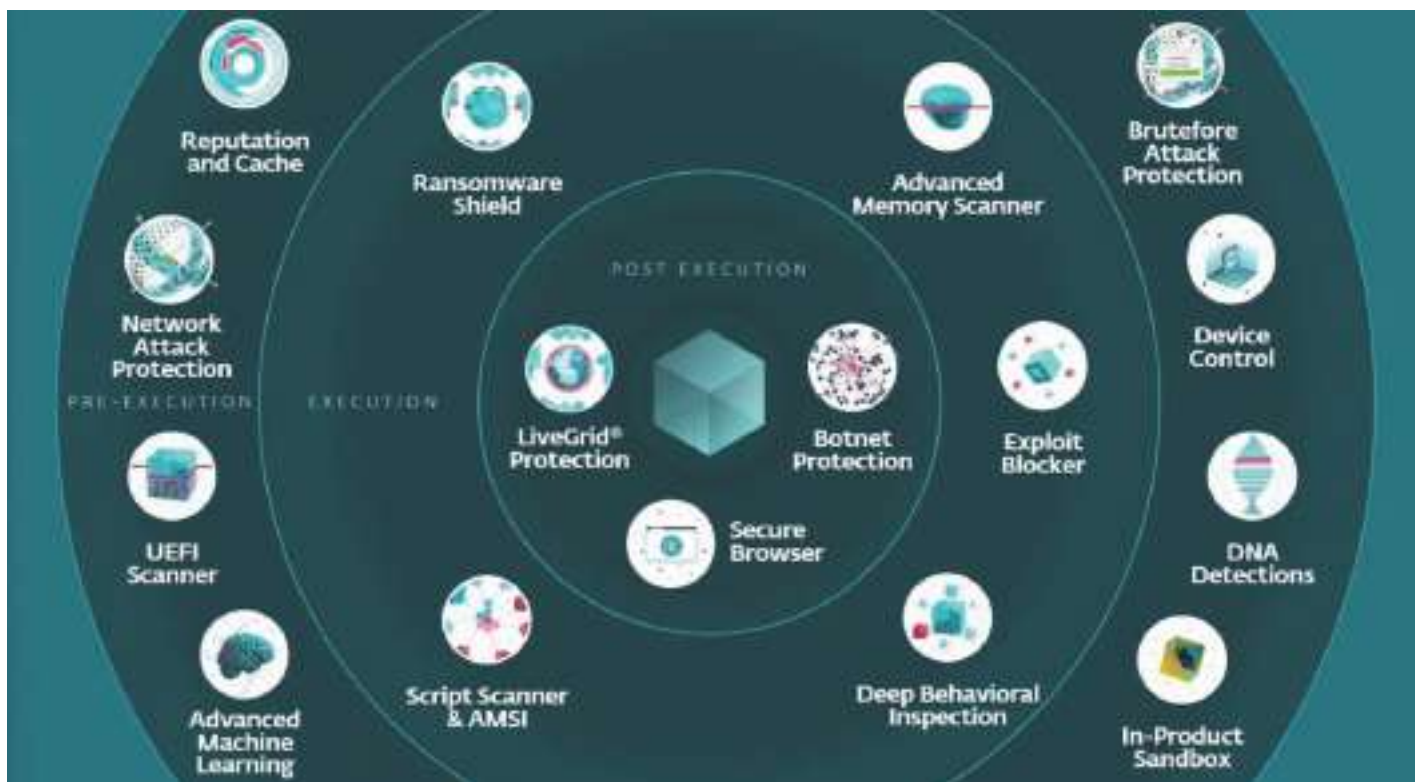 Reputation
and Cache
Ransomware
Shield
Advanced
Memory Scanner
Brutefore
Attack
Protection
POST EXECUTION
Network
Attack
Protection
Device
Control
PRE-EXECUTION
EXECUTION
LiveGrid®
Protection
Botnet
Protection
Exploit
Blocker
Secure
Browser
UEFI
Scanner
DNA
Detections
Script Scanner
& AMSI
Deep Behavioral
Inspection
Advanced
Machine
Learning
In-Product
Sandbox